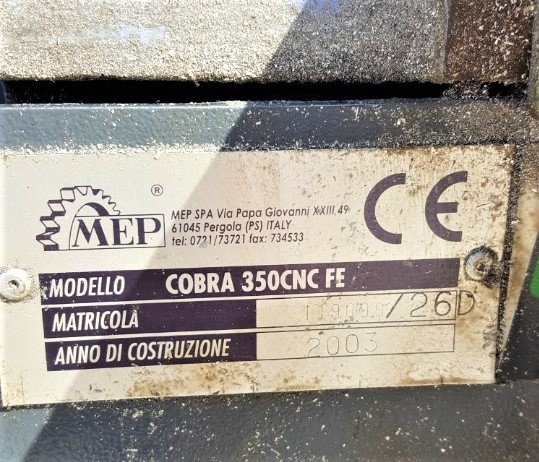 MEP ®
MEP SPA Via Papa Giovanni XXIII,49
61045 Pergola (PS) ITALY
tel: 0721/73721 fax: 734533
CE
MODELLO COBRA 350CNC FE
MATRICOLA /26D
ANNO DI COSTRUZIONE 2003